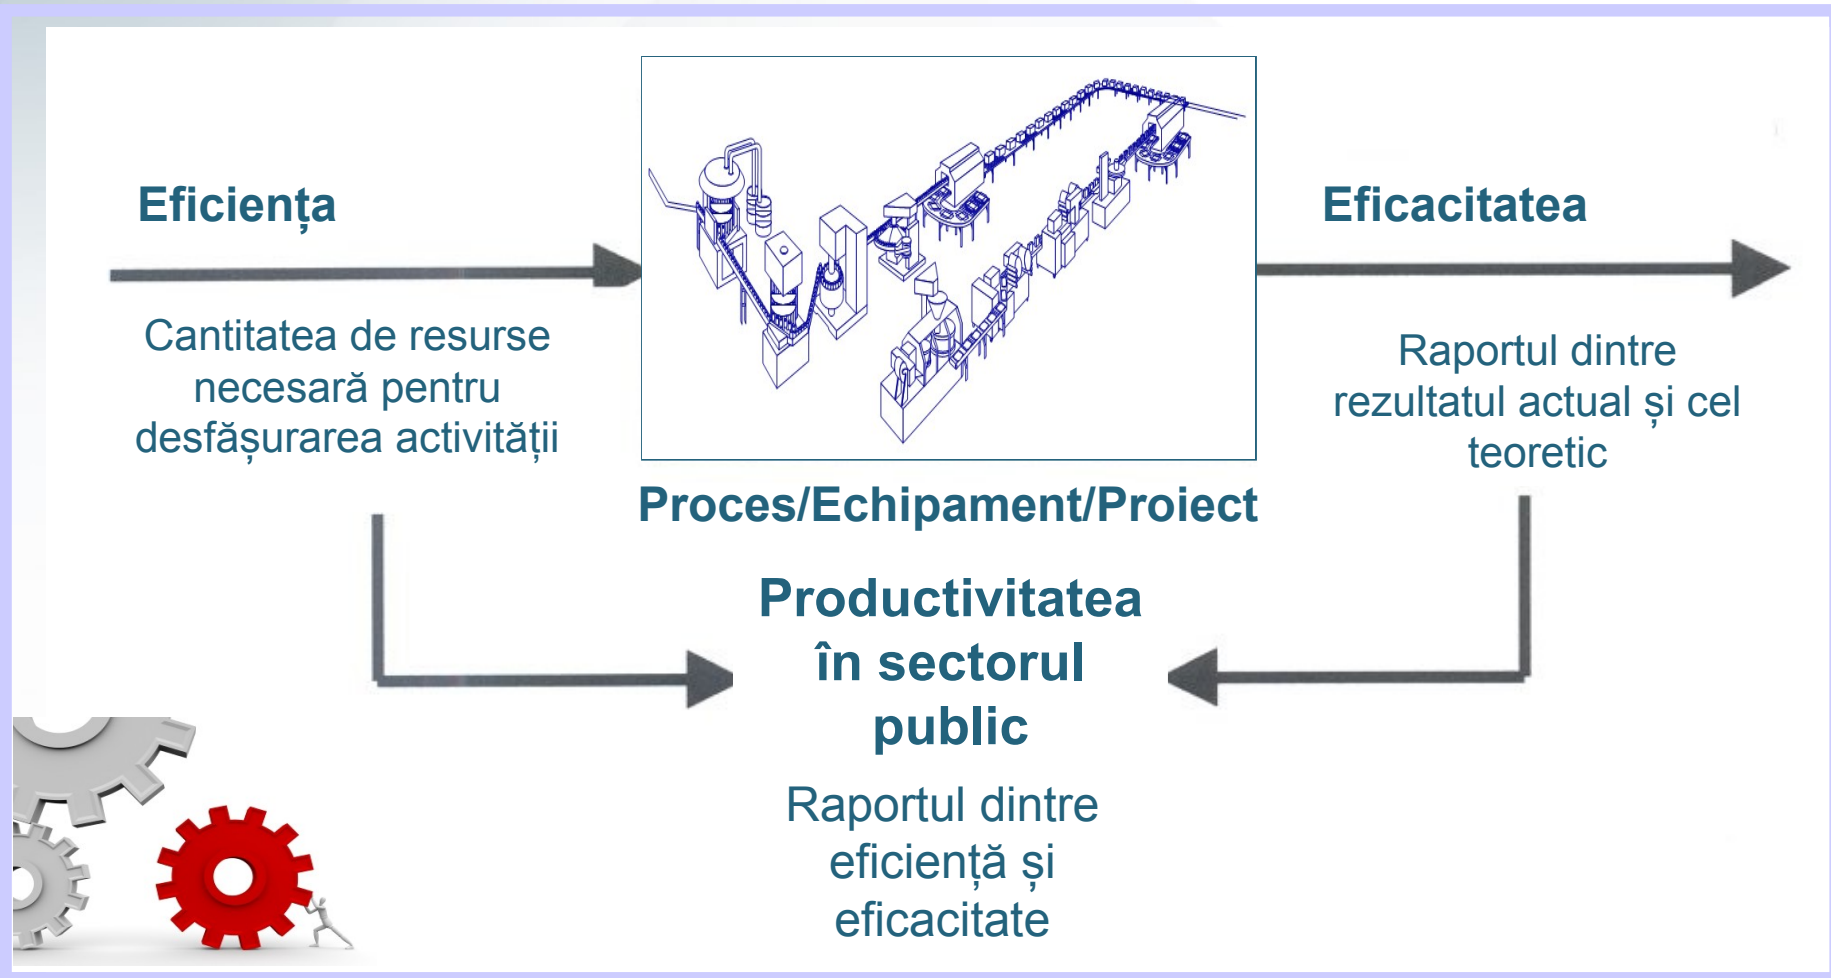 Eficiența
Cantitatea de resurse
necesară pentru
desfășurarea activității
Proces/Echipament/Proiect
Eficacitatea
Raportul dintre
rezultatul actual și cel
teoretic
Productivitatea
în sectorul
public
Raportul dintre
eficiență și
eficacitate